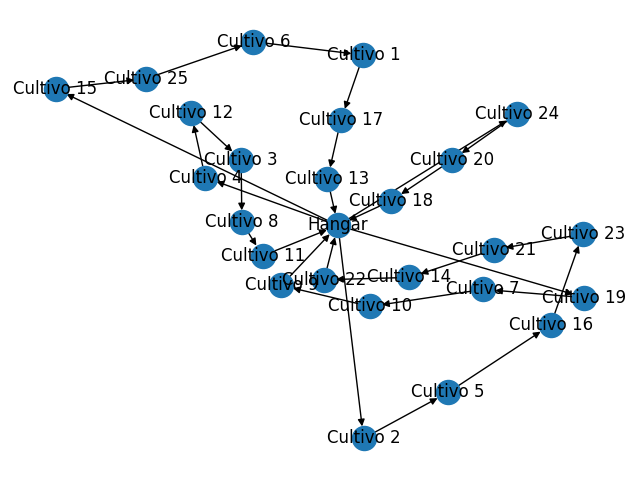 Cultivo 6
Cultivo 1
Cultivo 25
Cultivo 15
Cultivo 12
Cultivo 24
Cultivo 17
Cultivo 3
Cultivo 20
Cultivo 4
Cultivo 13
Cultivo 18
Cultivo 8
Hangar
Cultivo 23
Cultivo 21
Cultivo 11
Cultivo 14
Cultivo 22
Cultivo 9
Cultivo 7
Cultivo 19
Cultivo 10
Cultivo 16
Cultivo 5
Cultivo 2